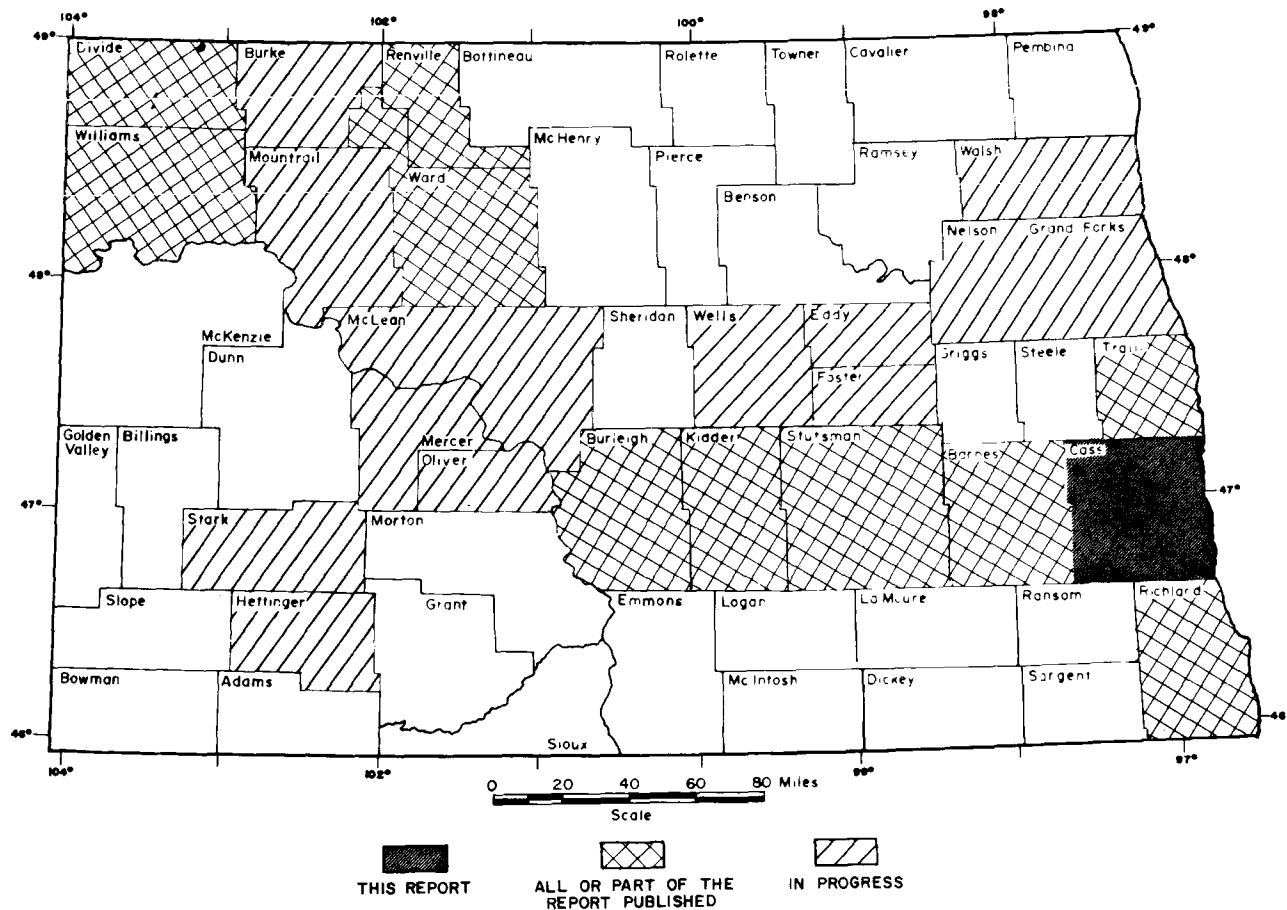 104°
102°
100°
98°
49°
49°
Divide
Burke
Renville
Bottineau
Rolette
Towner
Cavalier
Pembina
Williams
McHenry
Mountrail
Pierce
Ramsey
Walsh
Ward
Benson
Nelson
Grand Forks
48°
48°
McLean
Sheridan
Wells
Eddy
McKenzie
Dunn
Griggs
Steele
Traill
Foster
Golden
Valley
Billings
Mercer
Oliver
Burleigh
Kidder
Stutsman
Barnes
Cass
47°
47°
Stark
Morton
Slope
Hettinger
Grant
Emmons
Logan
La Moure
Ransom
Richland
Bowman
Adams
McIntosh
Dickey
Sargent
46°
46°
Sioux
104°
102°
99°
97°
0 20 40 60 80 Miles
Scale
THIS REPORT
ALL OR PART OF THE
REPORT PUBLISHED
IN PROGRESS